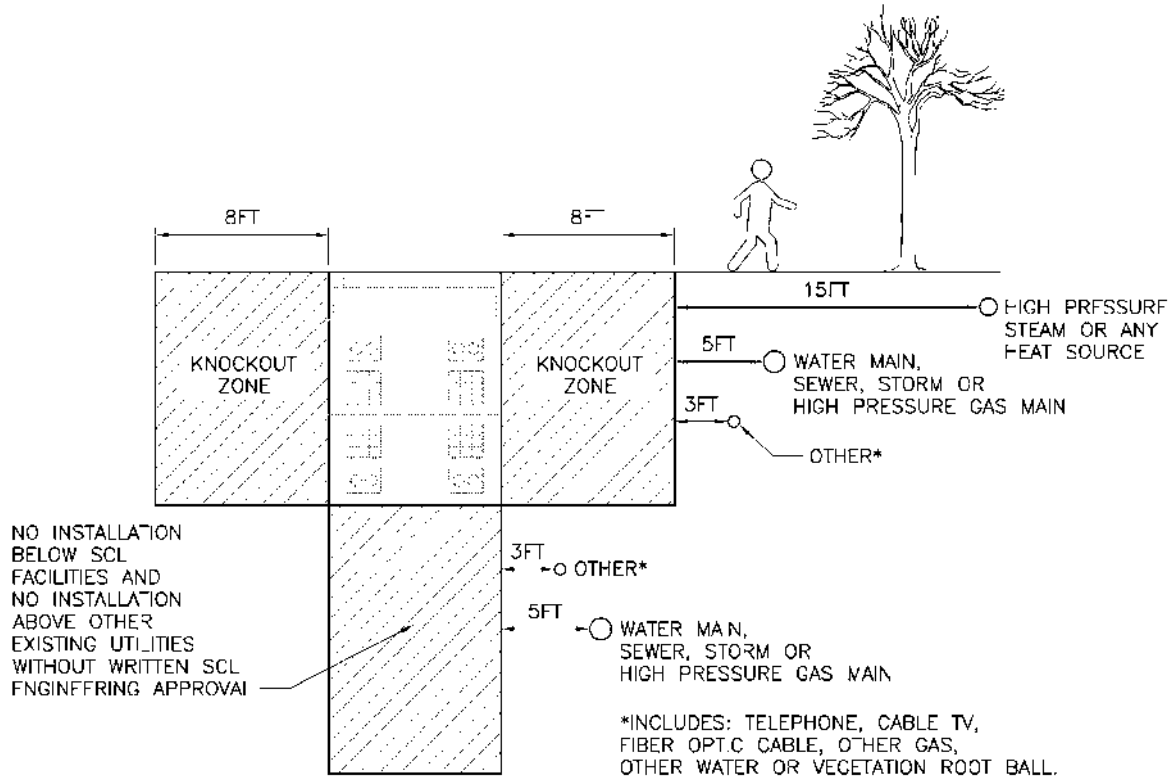 8FT
8FT
15FT
HIGH PRESSURE
STEAM OR ANY
HEAT SOURCE
KNOCKOUT
ZONE
KNOCKOUT
ZONE
5FT
WATER MAIN,
SEWER, STORM OR
HIGH PRESSURE GAS MAIN
3FT
OTHER*
NO INSTALLATION
BELOW SCL
FACILITIES AND
NO INSTALLATION
ABOVE OTHER
EXISTING UTILITIES
WITHOUT WRITTEN SCL
ENGINEERING APPROVAL
3FT
OTHER*
5FT
WATER MAIN,
SEWER, STORM OR
HIGH PRESSURE GAS MAIN
*INCLUDES: TELEPHONE, CABLE TV,
FIBER OPTIC CABLE, OTHER GAS,
OTHER WATER OR VEGETATION ROOT BALL.